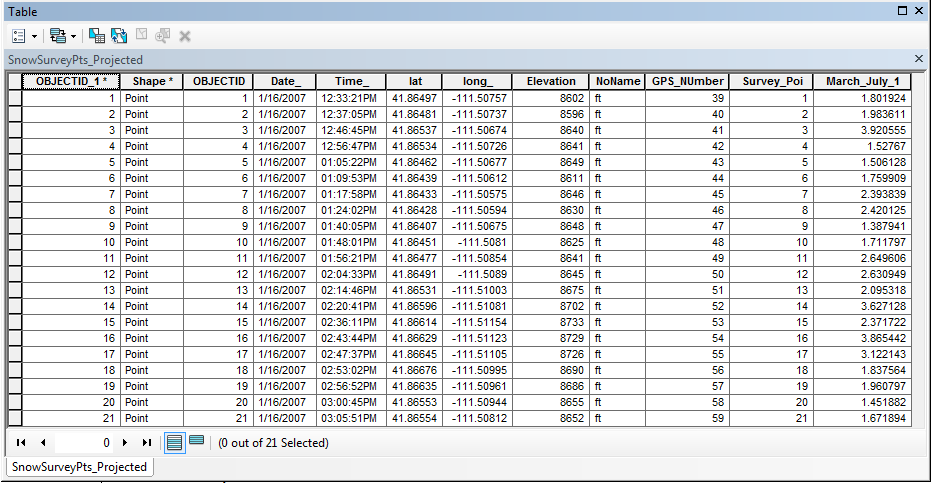 Table
SnowSurveyPts_Projected
OBJECTID_1 * Shape * OBJECTID Date_ Time_ lat long_ Elevation NoName GPS_NUmber Survey_Poi March_July_1
1 Point 1 1/16/2007 12:33:21PM 41.86497 -111.50757 8602 ft 39 1 1.801924
2 Point 2 1/16/2007 12:37:05PM 41.86481 -111.50737 8596 ft 40 2 1.983611
3 Point 3 1/16/2007 12:46:45PM 41.86537 -111.50674 8640 ft 41 3 3.920555
4 Point 4 1/16/2007 12:56:47PM 41.86534 -111.50726 8641 ft 42 4 1.52767
5 Point 5 1/16/2007 01:05:22PM 41.86462 -111.50677 8649 ft 43 5 1.506128
6 Point 6 1/16/2007 01:09:53PM 41.86439 -111.50612 8611 ft 44 6 1.759909
7 Point 7 1/16/2007 01:17:58PM 41.86433 -111.50575 8646 ft 45 7 2.393839
8 Point 8 1/16/2007 01:24:02PM 41.86428 -111.50594 8630 ft 46 8 2.420125
9 Point 9 1/16/2007 01:40:05PM 41.86407 -111.50675 8648 ft 47 9 1.387941
10 Point 10 1/16/2007 01:48:01PM 41.86451 -111.5081 8625 ft 48 10 1.711797
11 Point 11 1/16/2007 01:56:21PM 41.86477 -111.50854 8641 ft 49 11 2.649606
12 Point 12 1/16/2007 02:04:33PM 41.86491 -111.5089 8645 ft 50 12 2.630949
13 Point 13 1/16/2007 02:14:46PM 41.86531 -111.51003 8675 ft 51 13 2.095318
14 Point 14 1/16/2007 02:20:41PM 41.86596 -111.51081 8702 ft 52 14 3.627128
15 Point 15 1/16/2007 02:36:11PM 41.86614 -111.51154 8733 ft 53 15 2.371722
16 Point 16 1/16/2007 02:43:44PM 41.86629 -111.51123 8729 ft 54 16 3.865442
17 Point 17 1/16/2007 02:47:37PM 41.86645 -111.51105 8726 ft 55 17 3.122143
18 Point 18 1/16/2007 02:53:02PM 41.86676 -111.50995 8690 ft 56 18 1.837564
19 Point 19 1/16/2007 02:56:52PM 41.86635 -111.50961 8686 ft 57 19 1.960797
20 Point 20 1/16/2007 03:00:45PM 41.86553 -111.50944 8655 ft 58 20 1.451882
21 Point 21 1/16/2007 03:05:51PM 41.86554 -111.50812 8652 ft 59 21 1.671894
0 (0 out of 21 Selected)
SnowSurveyPts_Projected